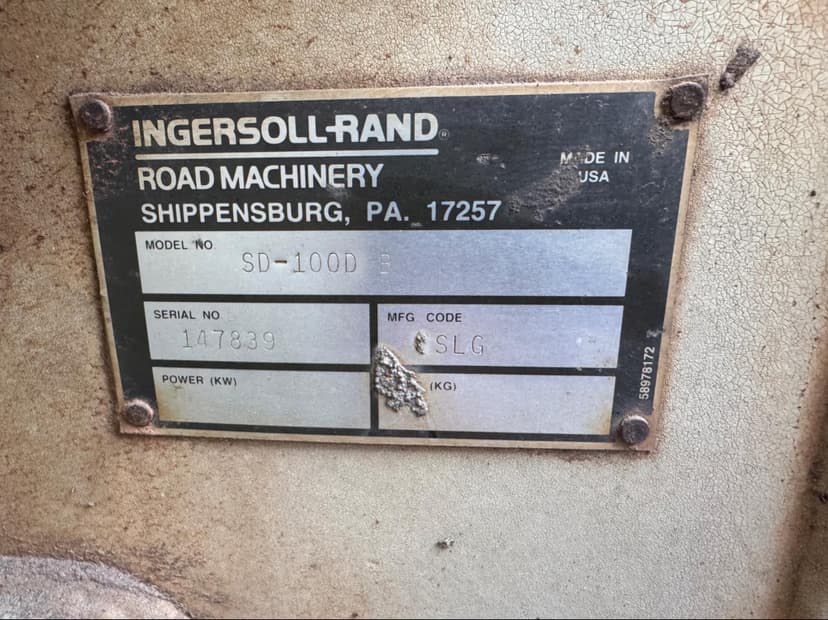 INGERSOLL-RAND®
ROAD MACHINERY
MADE IN
USA
SHIPPENSBURG, PA. 17257
MODEL NO
SD-100D B
SERIAL NO
147839
MFG CODE
SLG
POWER (KW)
(KG)
58978172